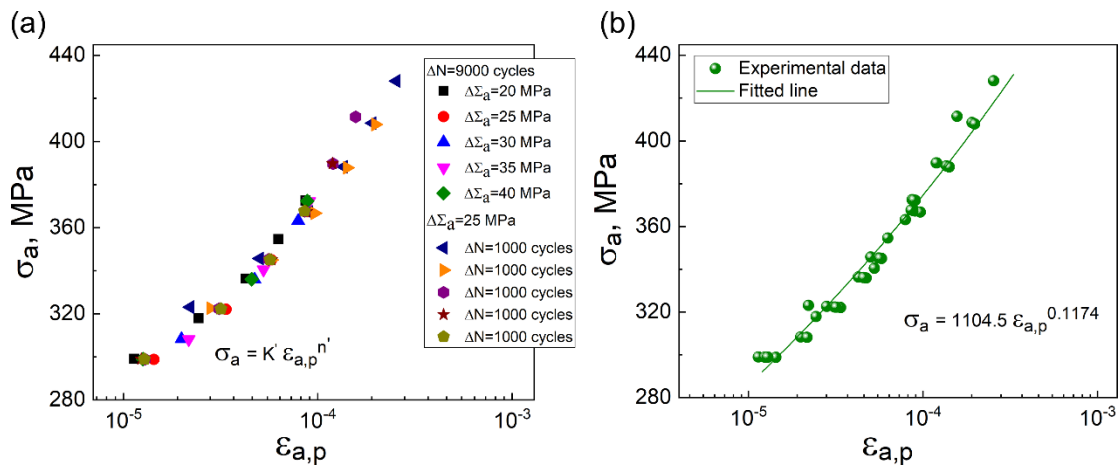 (a)
440
400
360
320
280
σa, MPa
10⁻⁵
10⁻⁴
10⁻³
εa,p
σa = K' εa,p^n'
ΔN=9000 cycles
ΔΣa=20 MPa
ΔΣa=25 MPa
ΔΣa=30 MPa
ΔΣa=35 MPa
ΔΣa=40 MPa
ΔΣa=25 MPa
ΔN=1000 cycles
ΔN=1000 cycles
ΔN=1000 cycles
ΔN=1000 cycles
ΔN=1000 cycles
(b)
440
400
360
320
280
σa, MPa
10⁻⁵
10⁻⁴
10⁻³
εa,p
Experimental data
Fitted line
σa = 1104.5 εa,p^0.1174